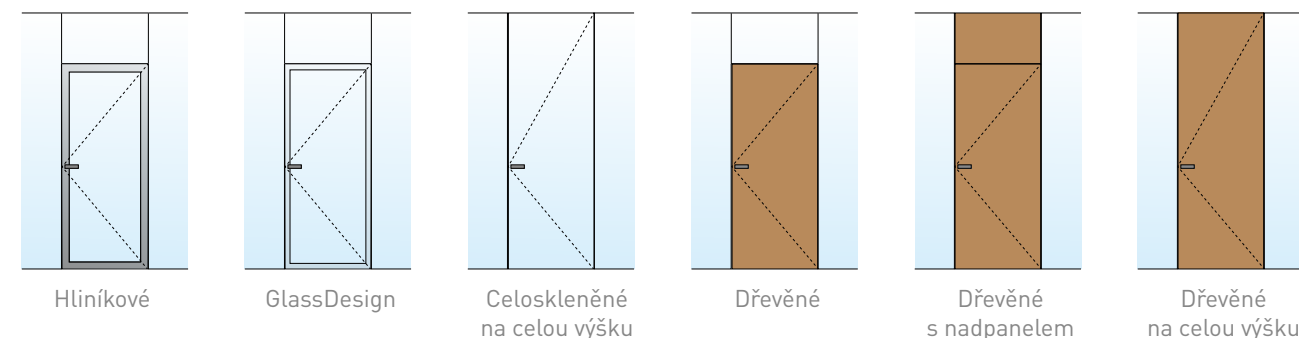 Hliníkové
GlassDesign
Celoskleněné
na celou výšku
Dřevěné
Dřevěné
s nadpanelem
Dřevěné
na celou výšku